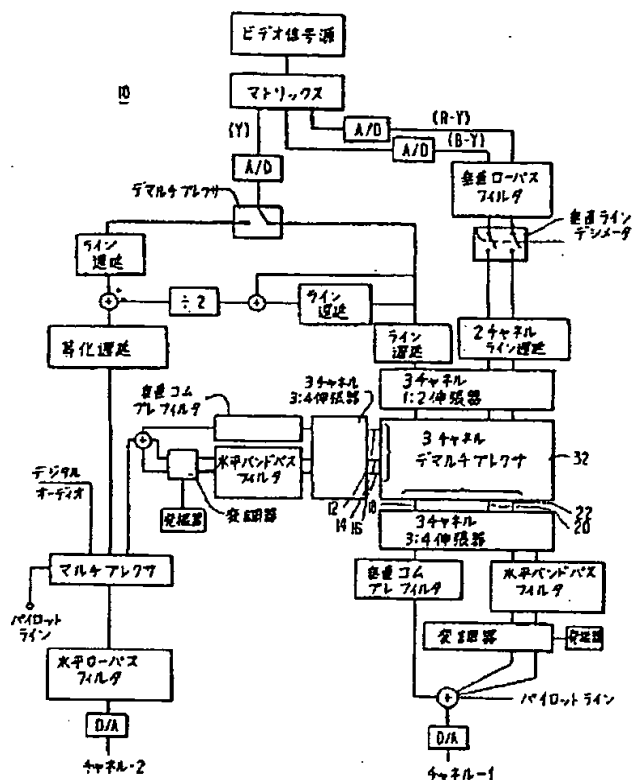 ビデオ信号源
10
マトリックス
(Y)
A/D
A/D
A/D
(R-Y)
(B-Y)
垂直ローパス
フィルタ
デマルチプレクサ
垂直ライン
デシメータ
ライン
遅延
÷2
ライン
遅延
ライン
遅延
2チャネル
ライン遅延
等化遅延
3チャネル
1:2伸張器
垂直コム
プレフィルタ
3チャネル
3:4伸張器
3チャネル
デマルチプレクサ
32
水平バンドパス
フィルタ
変調器
発振器
12
14
16
18
22
20
デジタル
オーディオ
3チャネル
3:4伸張器
マルチプレクサ
パイロット
ライン
垂直コム
プレフィルタ
水平バンドパス
フィルタ
変調器
発振器
水平ローパス
フィルタ
パイロットライン
D/A
D/A
チャネル-2
チャネル-1